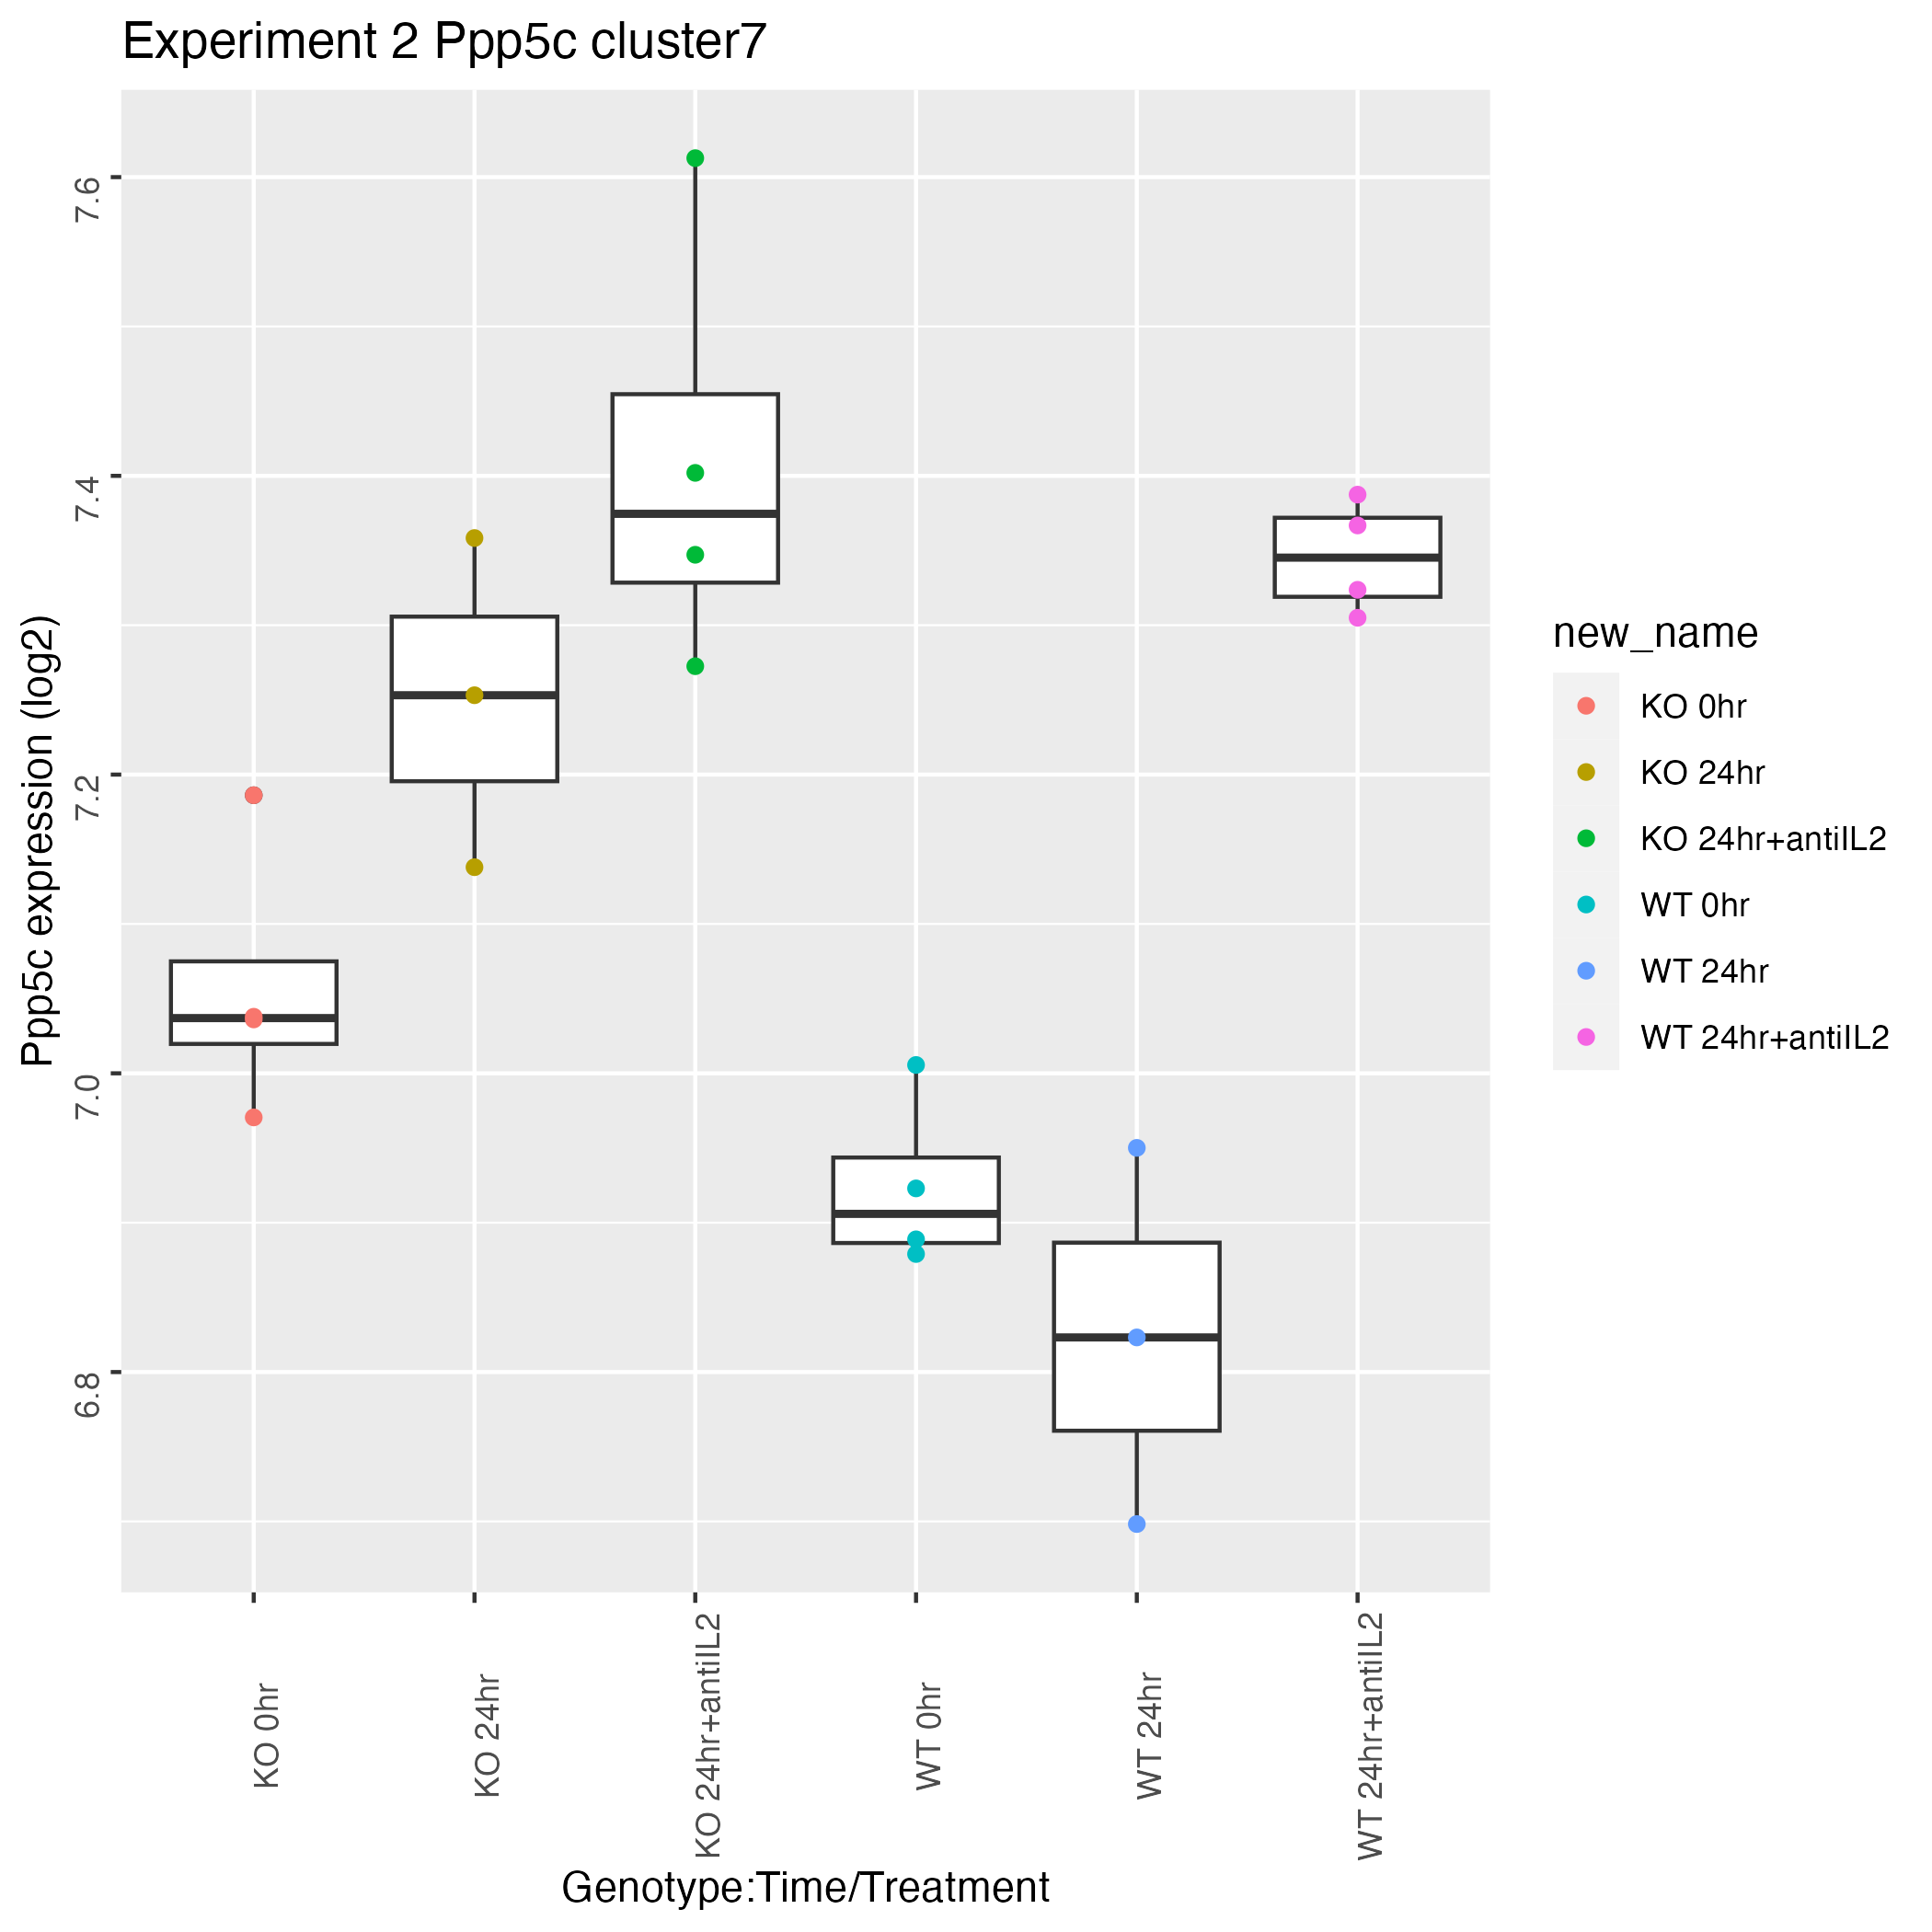 Experiment 2 Ppp5c cluster7
Ppp5c expression (log2)
7.6
7.4
7.2
7.0
6.8
KO 0hr
KO 24hr
KO 24hr+antiIL2
WT 0hr
WT 24hr
WT 24hr+antiIL2
Genotype:Time/Treatment
new_name
KO 0hr
KO 24hr
KO 24hr+antiIL2
WT 0hr
WT 24hr
WT 24hr+antiIL2